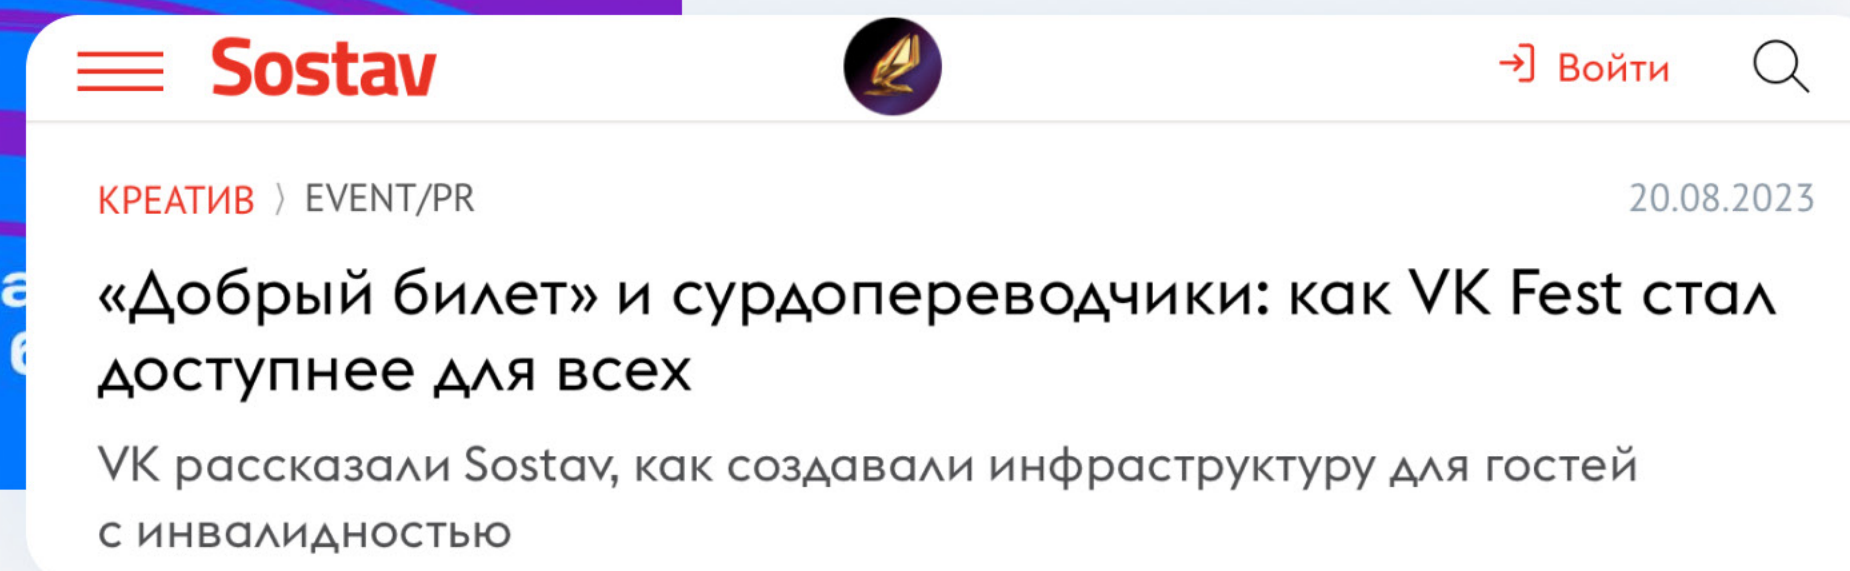 Sostav
Войти
КРЕАТИВ 〉 EVENT/PR
20.08.2023
«Добрый билет» и сурдопереводчики: как VK Fest стал
доступнее для всех
VK рассказали Sostav, как создавали инфраструктуру для гостей
с инвалидностью